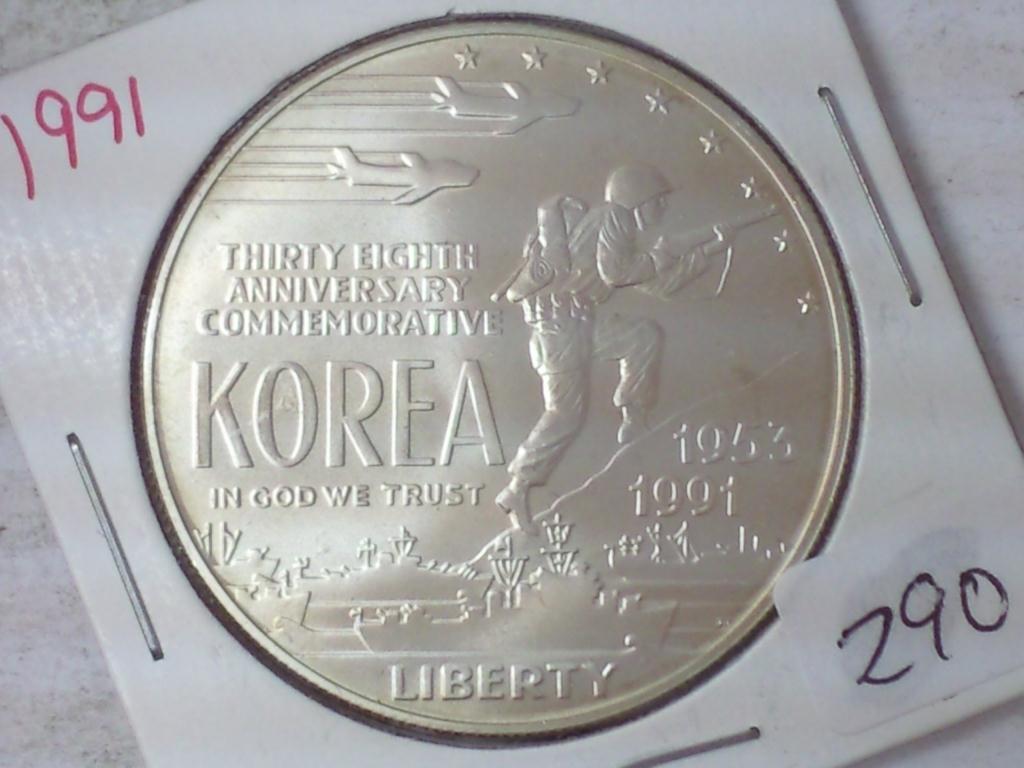 1991
THIRTY EIGHTH
ANNIVERSARY
COMMEMORATIVE
KOREA
IN GOD WE TRUST
1953
1991
LIBERTY
290